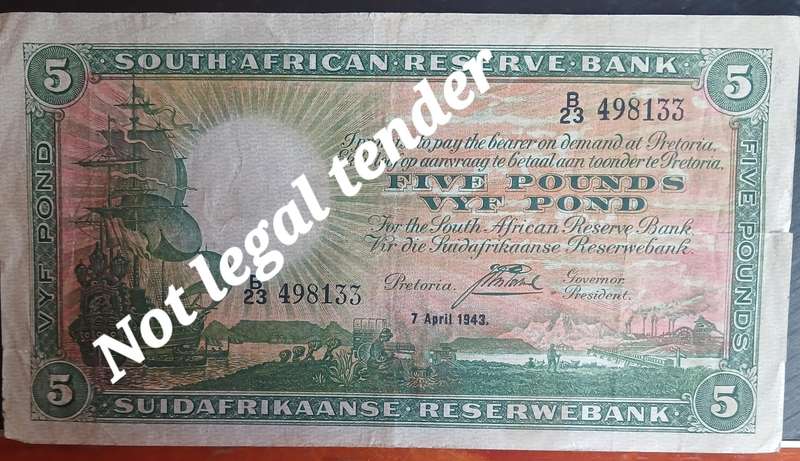 5 SOUTH·AFRICAN·RESERVE·BANK 5
B/23 498133
to pay the bearer on demand at Pretoria.
op aanvraag te betaal aan toonder te Pretoria.
FIVE POUNDS
VYF POND
For the South African Reserve Bank
Vir die Suidafrikaanse Reserwebank.
B/23 498133
Pretoria.
Governor
President.
7 April 1943.
VYF POND
FIVE POUNDS
5 SUIDAFRIKAANSE·RESERWEBANK 5
Not legal tender